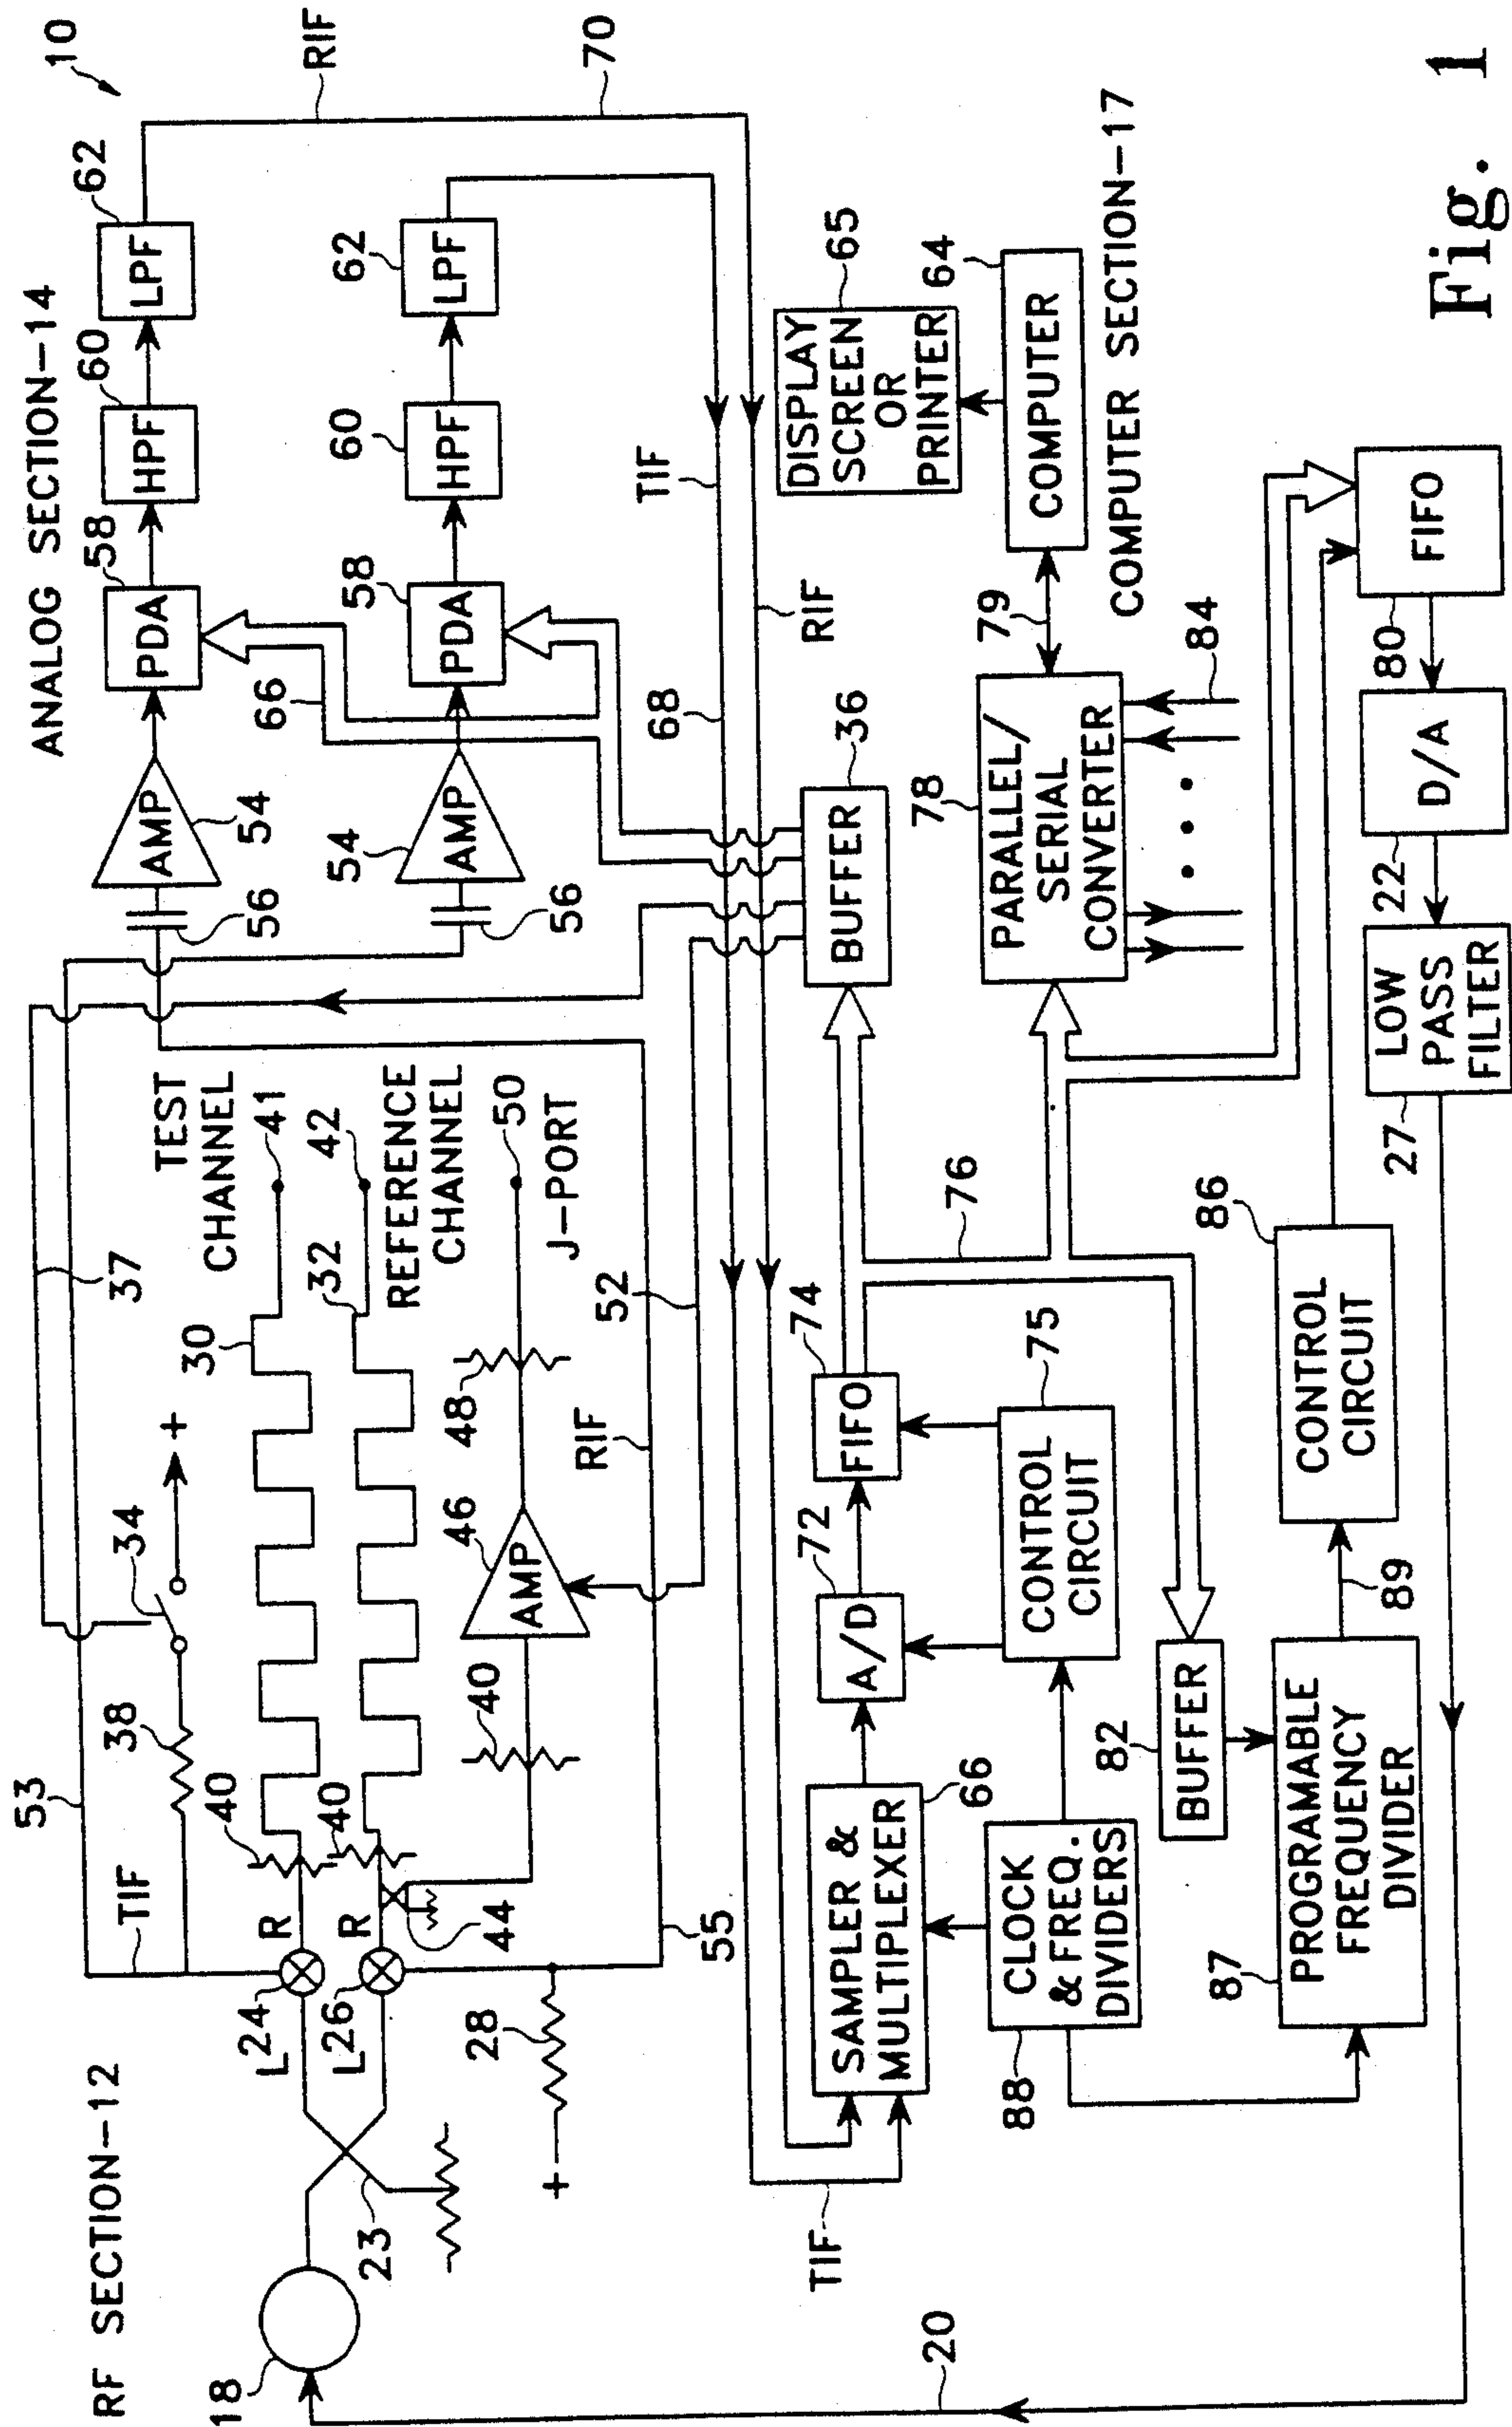 10
RF SECTION-12
ANALOG SECTION-14
53
TIF
38
34
+
37
TEST
CHANNEL
41
42
REFERENCE
CHANNEL
50
J-PORT
18
23
L
24
R
40
30
L
26
R
40
32
44
40
46
AMP
48
28
+
55
RIF
52
56
AMP
54
58
PDA
60
HPF
62
LPF
RIF
70
56
54
AMP
58
PDA
60
HPF
62
LPF
66
68
TIF
RIF
TIF
SAMPLER &
MULTIPLEXER
66
72
A/D
74
FIFO
76
BUFFER
36
DISPLAY
SCREEN
OR
PRINTER
65
64
COMPUTER
COMPUTER SECTION-17
79
78
PARALLEL/
SERIAL
CONVERTER
84
88
CLOCK
& FREQ.
DIVIDERS
CONTROL
CIRCUIT
75
82
BUFFER
87
PROGRAMABLE
FREQUENCY
DIVIDER
89
CONTROL
CIRCUIT
86
27
LOW
PASS
FILTER
22
D/A
80
FIFO
20
Fig. 1